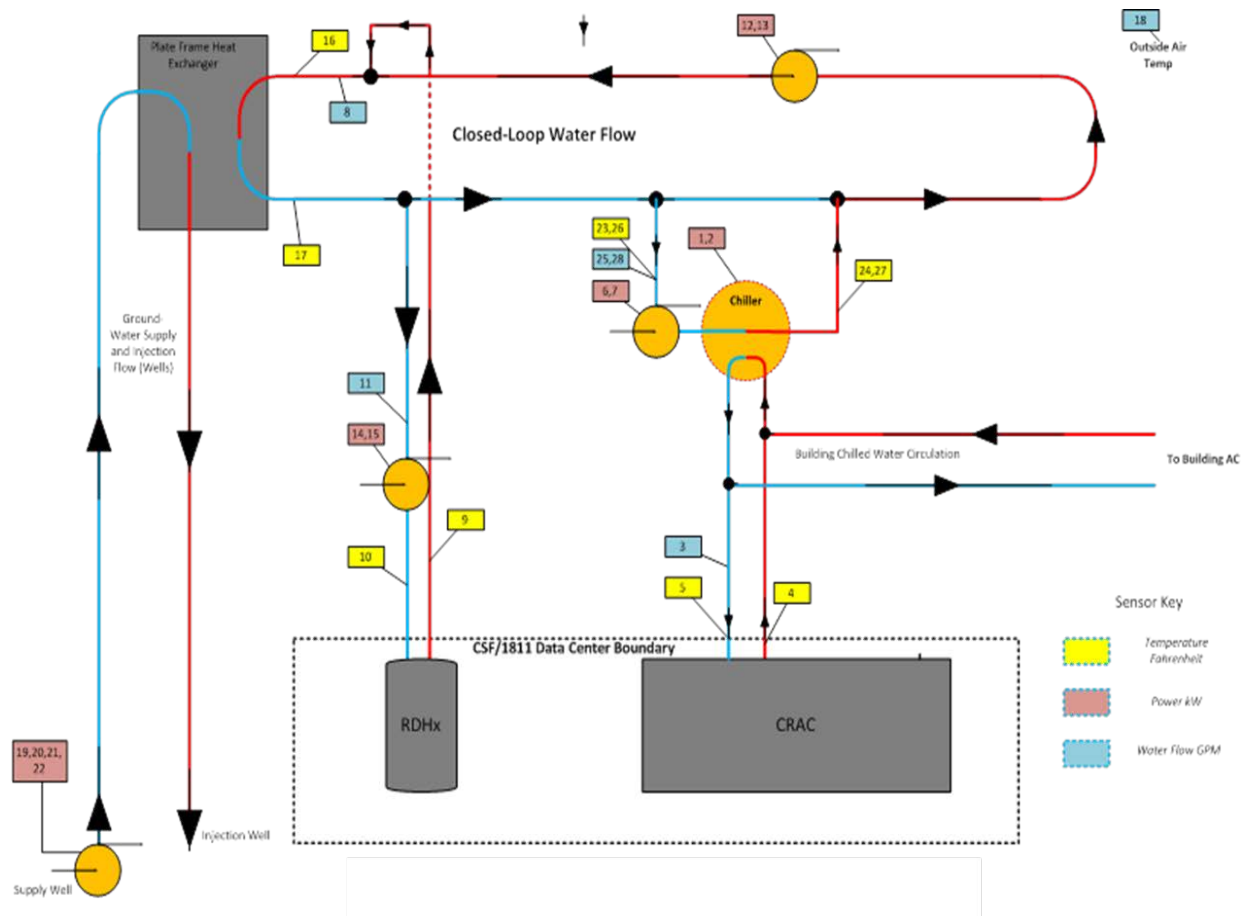 12,13
18
Outside Air
Temp
16
Plate Frame Heat
Exchanger
8
Closed-Loop Water Flow
23,26
1,2
17
25,28
24,27
6,7
Chiller
Ground-
Water Supply
and Injection
Flow (Wells)
11
14,15
Building Chilled Water Circulation
To Building AC
9
10
3
5
4
Sensor Key
CSF/1811 Data Center Boundary
Temperature
Fahrenheit
RDHx
CRAC
Power kW
Water Flow GPM
19,20,21,
22
Injection Well
Supply Well